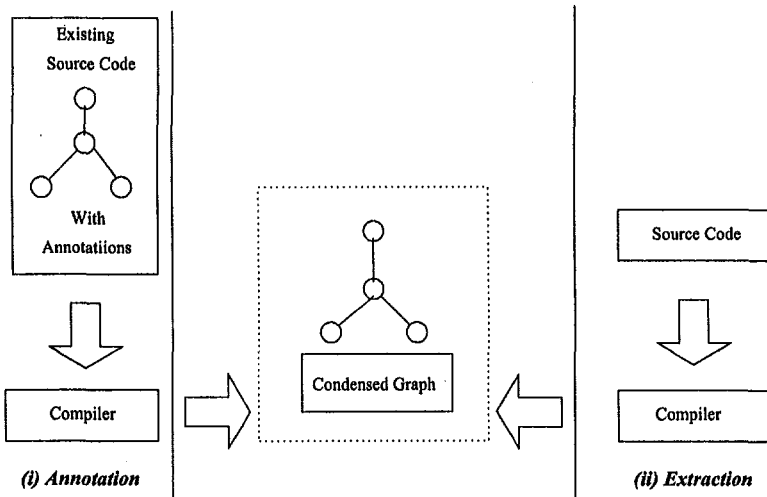 Existing
Source Code
With
Annotatiions
Compiler
(i) Annotation
Condensed Graph
Source Code
Compiler
(ii) Extraction